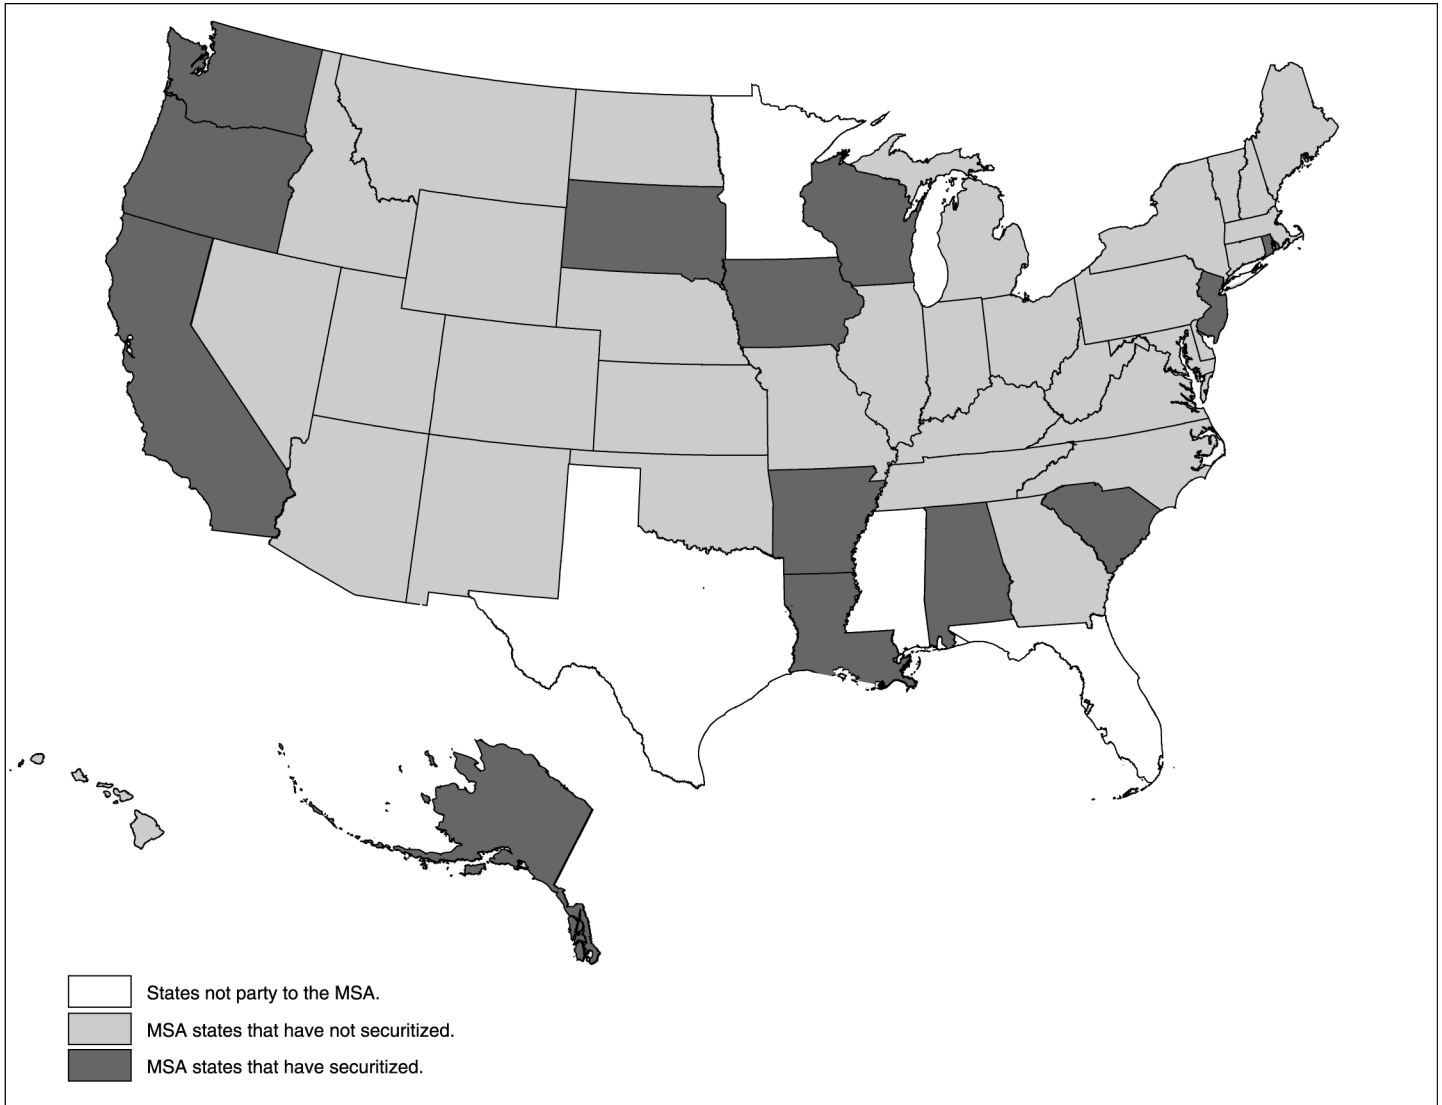 States not party to the MSA.
MSA states that have not securitized.
MSA states that have securitized.